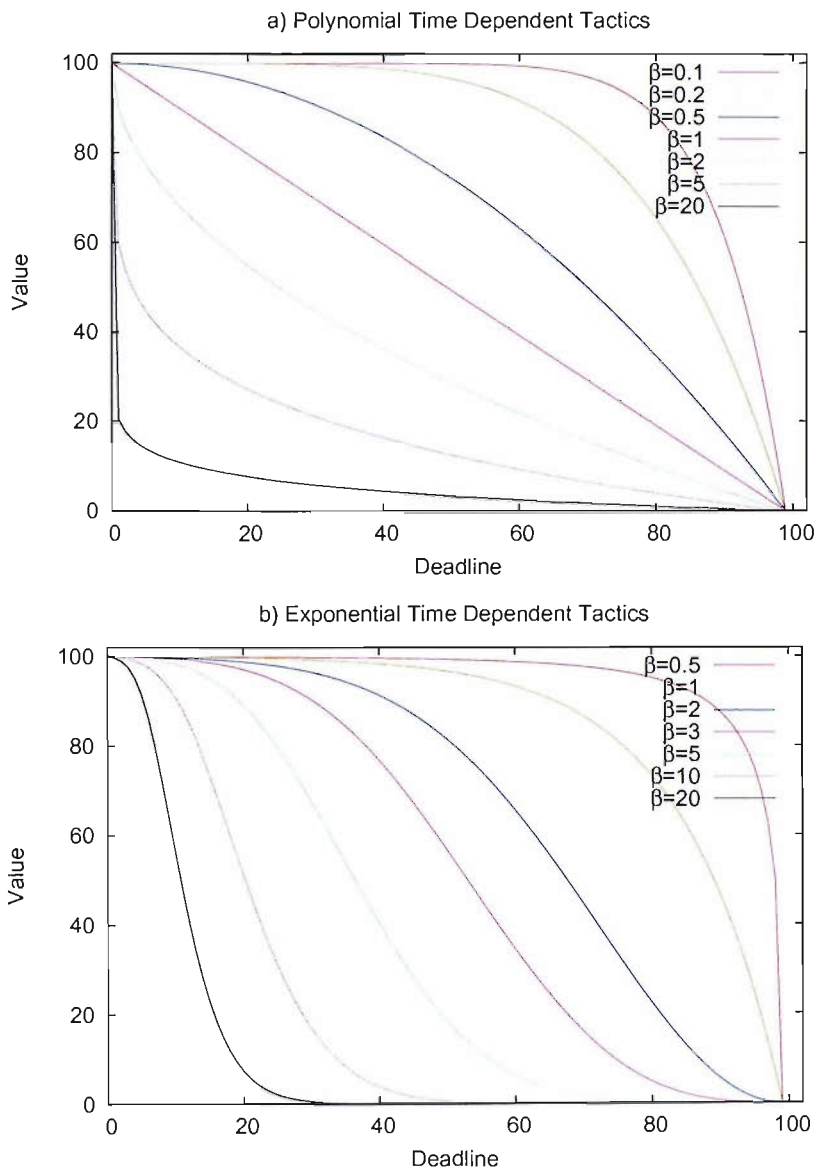 a) Polynomial Time Dependent Tactics
100
80
60
40
20
0
Value
β=0.1
β=0.2
β=0.5
β=1
β=2
β=5
β=20
0 20 40 60 80 100
Deadline
b) Exponential Time Dependent Tactics
100
80
60
40
20
0
Value
β=0.5
β=1
β=2
β=3
β=5
β=10
β=20
0 20 40 60 80 100
Deadline